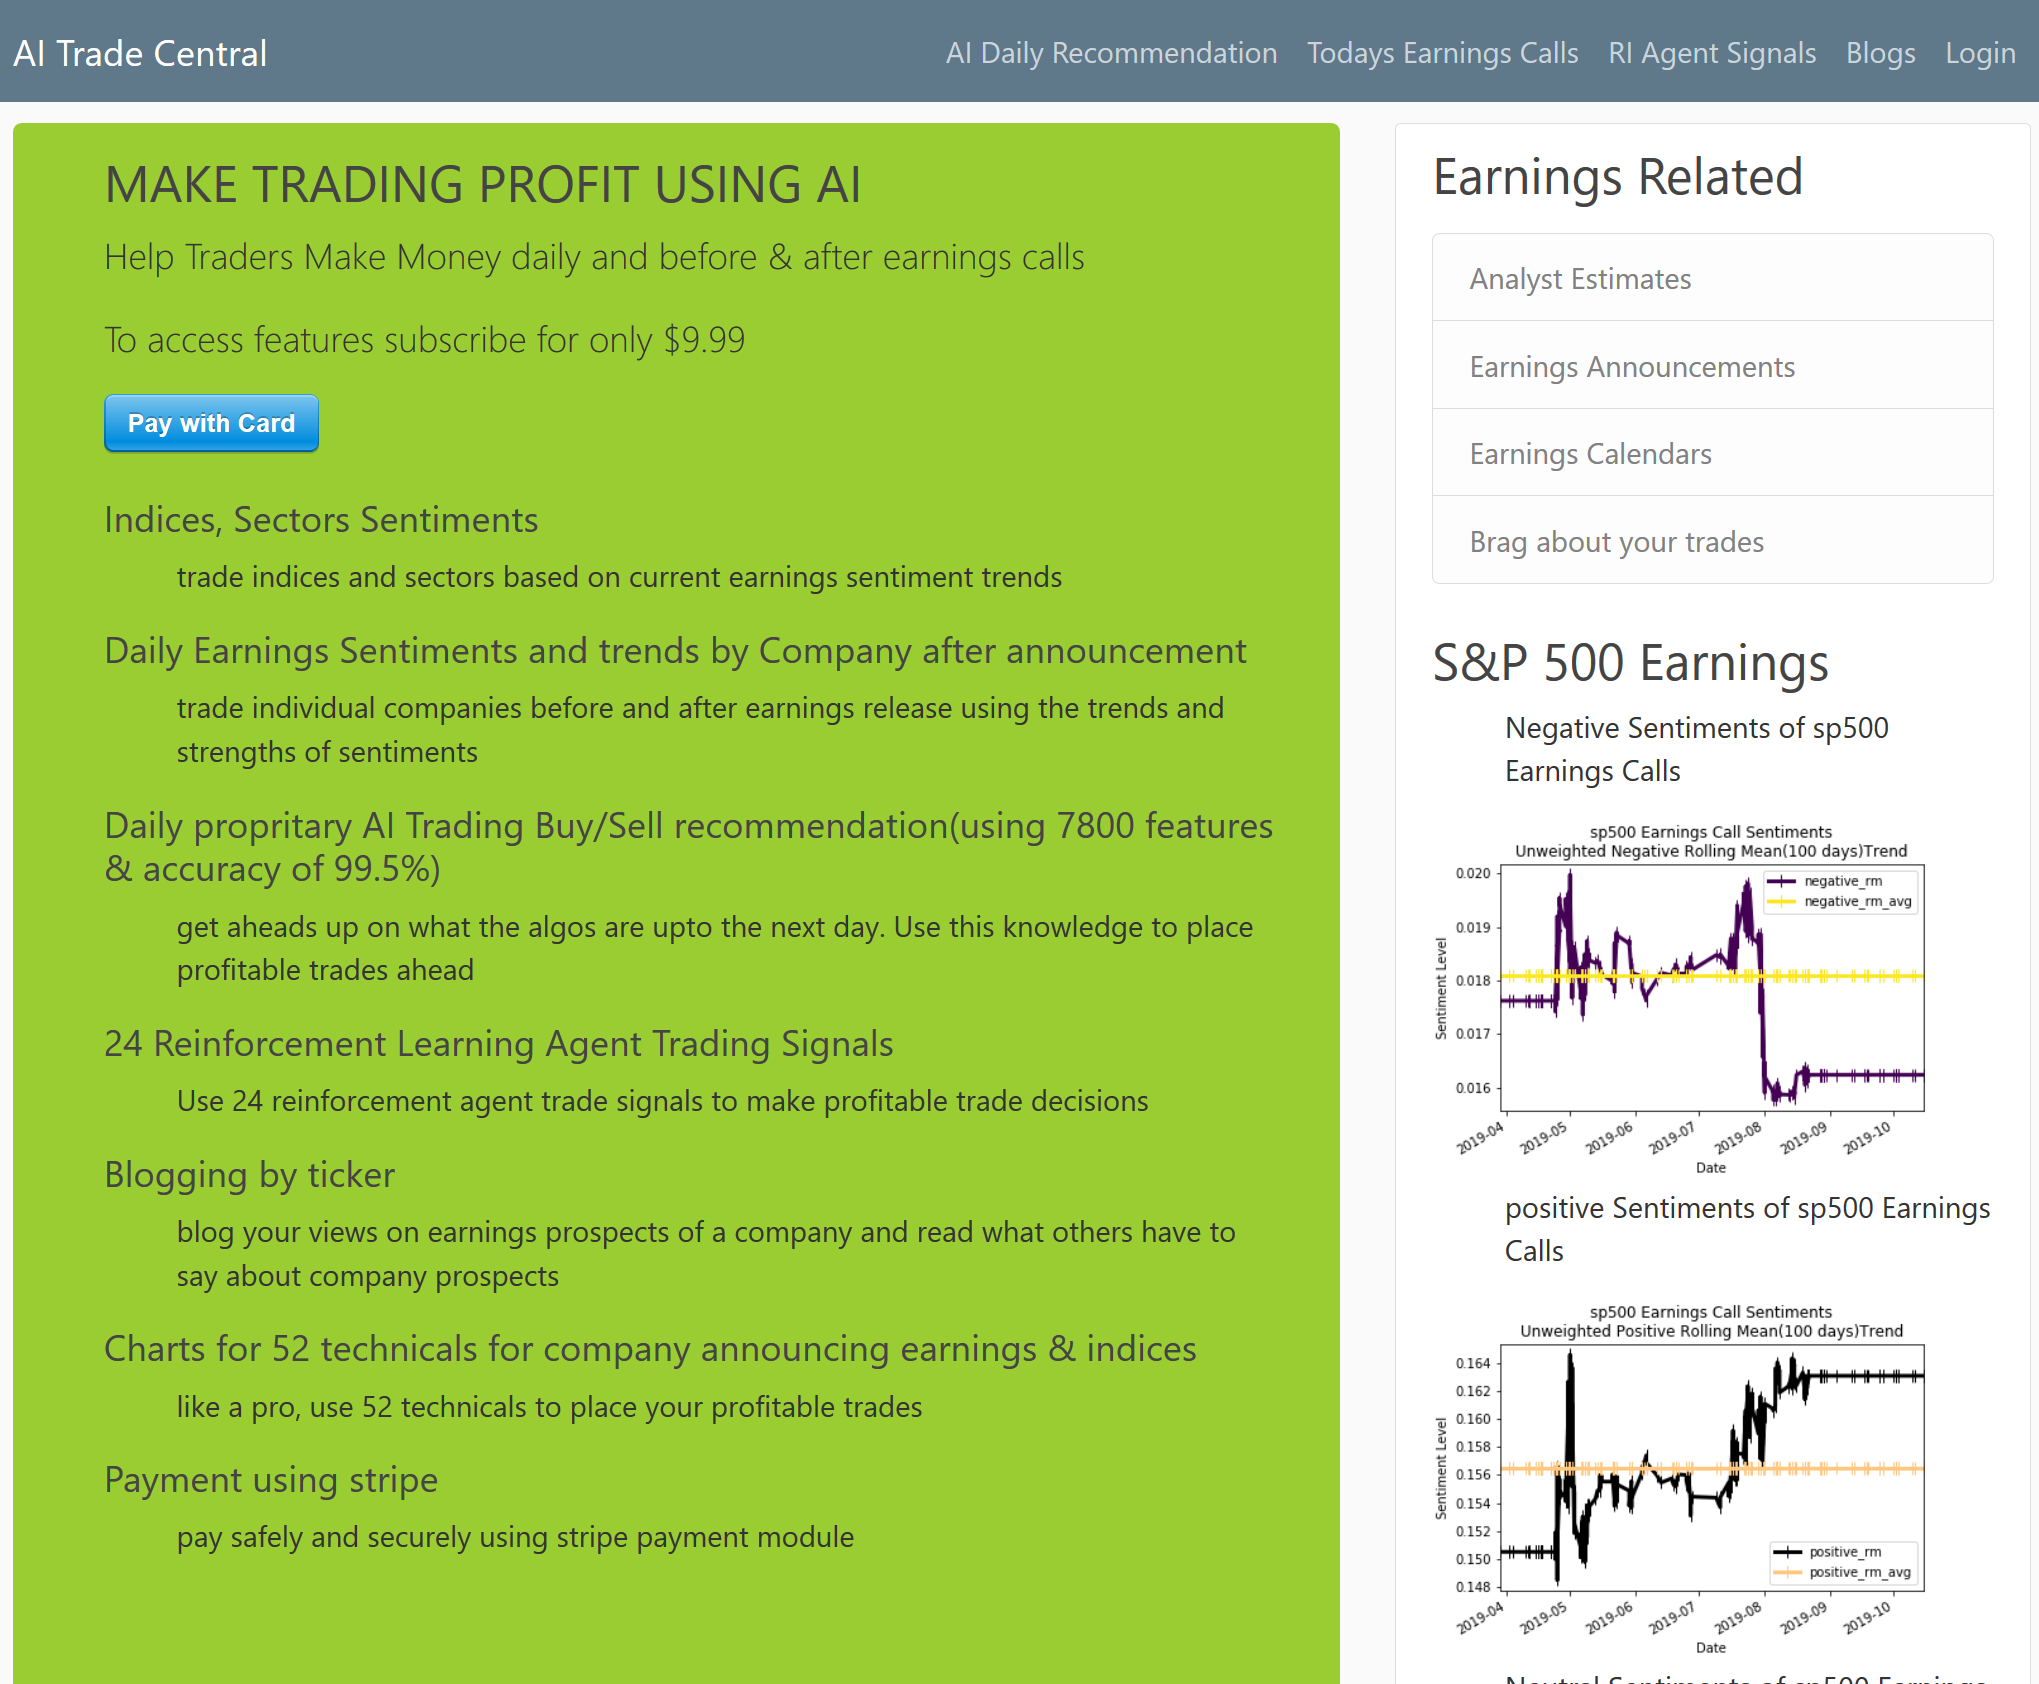 AI Trade Central
AI Daily Recommendation
Todays Earnings Calls
RI Agent Signals
Blogs
Login
MAKE TRADING PROFIT USING AI
Help Traders Make Money daily and before & after earnings calls
To access features subscribe for only $9.99
Pay with Card
Indices, Sectors Sentiments
trade indices and sectors based on current earnings sentiment trends
Daily Earnings Sentiments and trends by Company after announcement
trade individual companies before and after earnings release using the trends and
strengths of sentiments
Daily propritary AI Trading Buy/Sell recommendation(using 7800 features
& accuracy of 99.5%)
get aheads up on what the algos are upto the next day. Use this knowledge to place
profitable trades ahead
24 Reinforcement Learning Agent Trading Signals
Use 24 reinforcement agent trade signals to make profitable trade decisions
Blogging by ticker
blog your views on earnings prospects of a company and read what others have to
say about company prospects
Charts for 52 technicals for company announcing earnings & indices
like a pro, use 52 technicals to place your profitable trades
Payment using stripe
pay safely and securely using stripe payment module
Earnings Related
Analyst Estimates
Earnings Announcements
Earnings Calendars
Brag about your trades
S&P 500 Earnings
Negative Sentiments of sp500
Earnings Calls
sp500 Earnings Call Sentiments
Unweighted Negative Rolling Mean(100 days)Trend
negative_rm
negative_rm_avg
Sentiment Level
0.020
0.019
0.018
0.017
0.016
2019-04
2019-05
2019-06
2019-07
2019-08
2019-09
2019-10
Date
positive Sentiments of sp500 Earnings
Calls
sp500 Earnings Call Sentiments
Unweighted Positive Rolling Mean(100 days)Trend
Sentiment Level
0.164
0.162
0.160
0.158
0.156
0.154
0.152
0.150
0.148
positive_rm
positive_rm_avg
2019-04
2019-05
2019-06
2019-07
2019-08
2019-09
2019-10
Date
Neutral Sentiments of sp500 Earnings